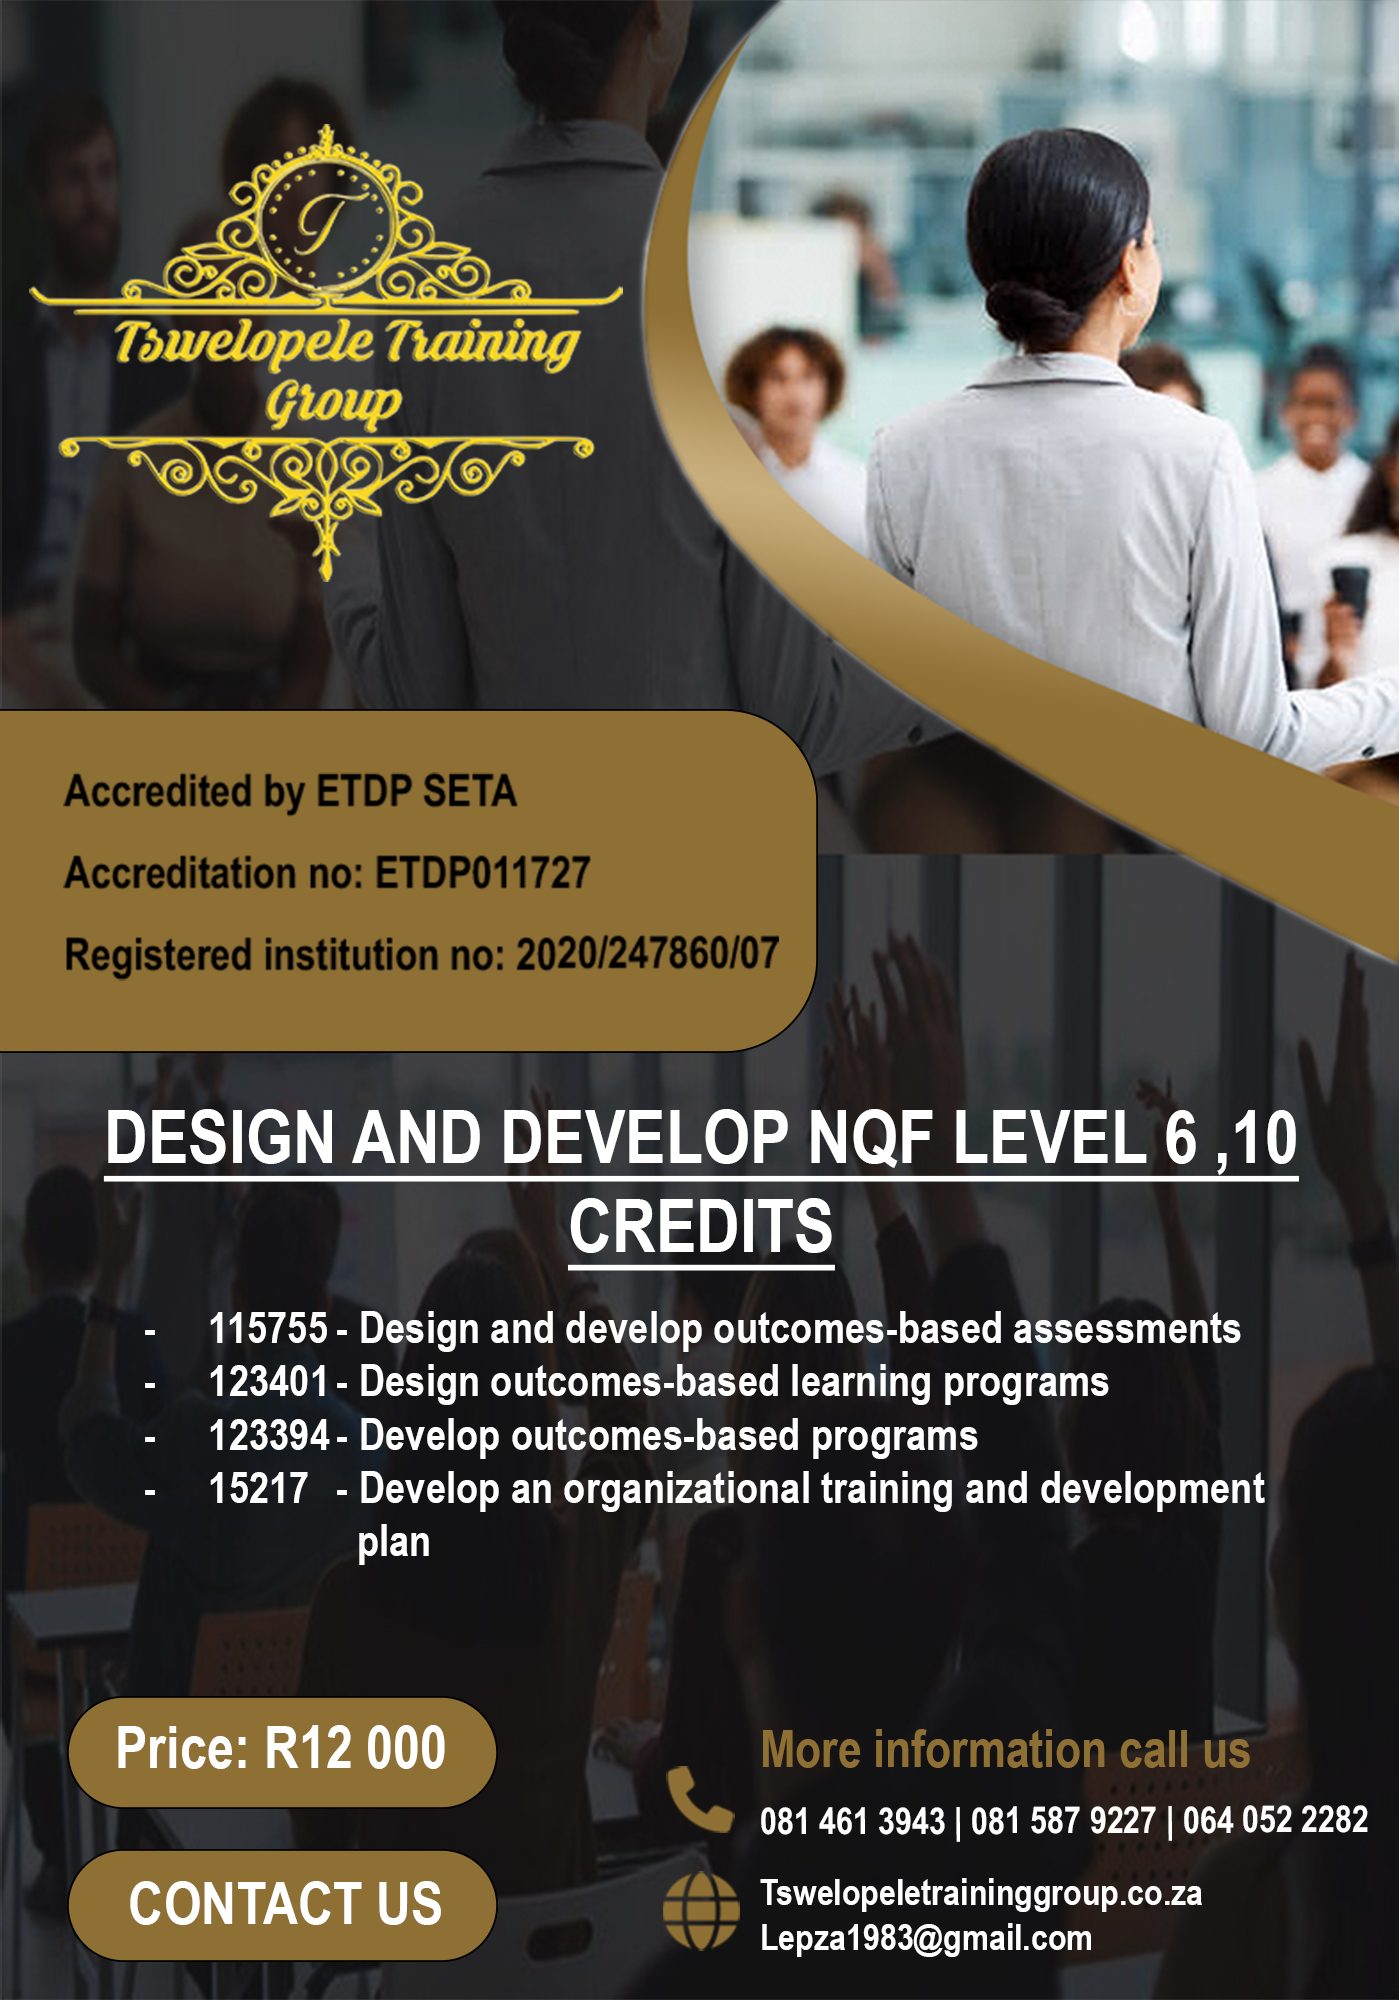 T
Tswelopele Training
Group
Accredited by ETDP SETA
Accreditation no: ETDP011727
Registered institution no: 2020/247860/07
DESIGN AND DEVELOP NQF LEVEL 6 ,10
CREDITS
- 115755 - Design and develop outcomes-based assessments
- 123401 - Design outcomes-based learning programs
- 123394 - Develop outcomes-based programs
- 15217 - Develop an organizational training and development
plan
Price: R12 000
CONTACT US
More information call us
081 461 3943 | 081 587 9227 | 064 052 2282
Tswelopeletraininggroup.co.za
Lepza1983@gmail.com